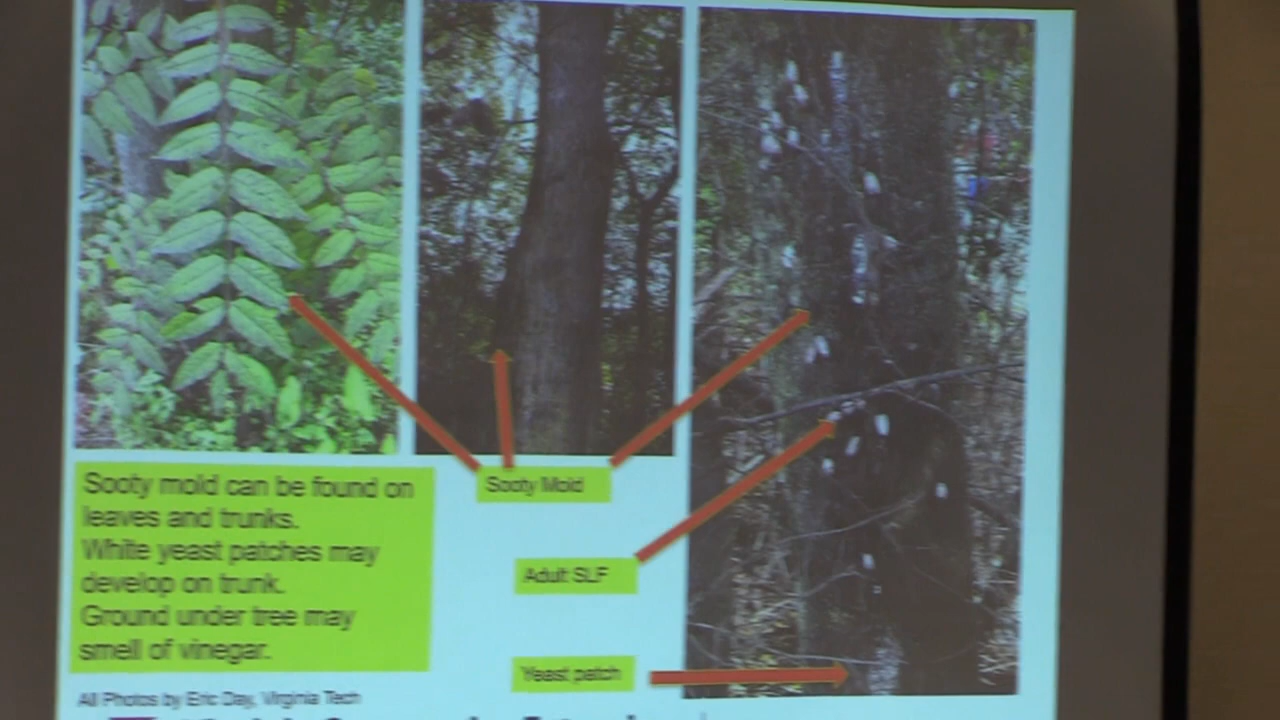 Sooty mold can be found on
leaves and trunks.
White yeast patches may
develop on trunk.
Ground under tree may
smell of vinegar.
Sooty Mold
Adult SLF
Yeast patch
All Photos by Eric Day, Virginia Tech